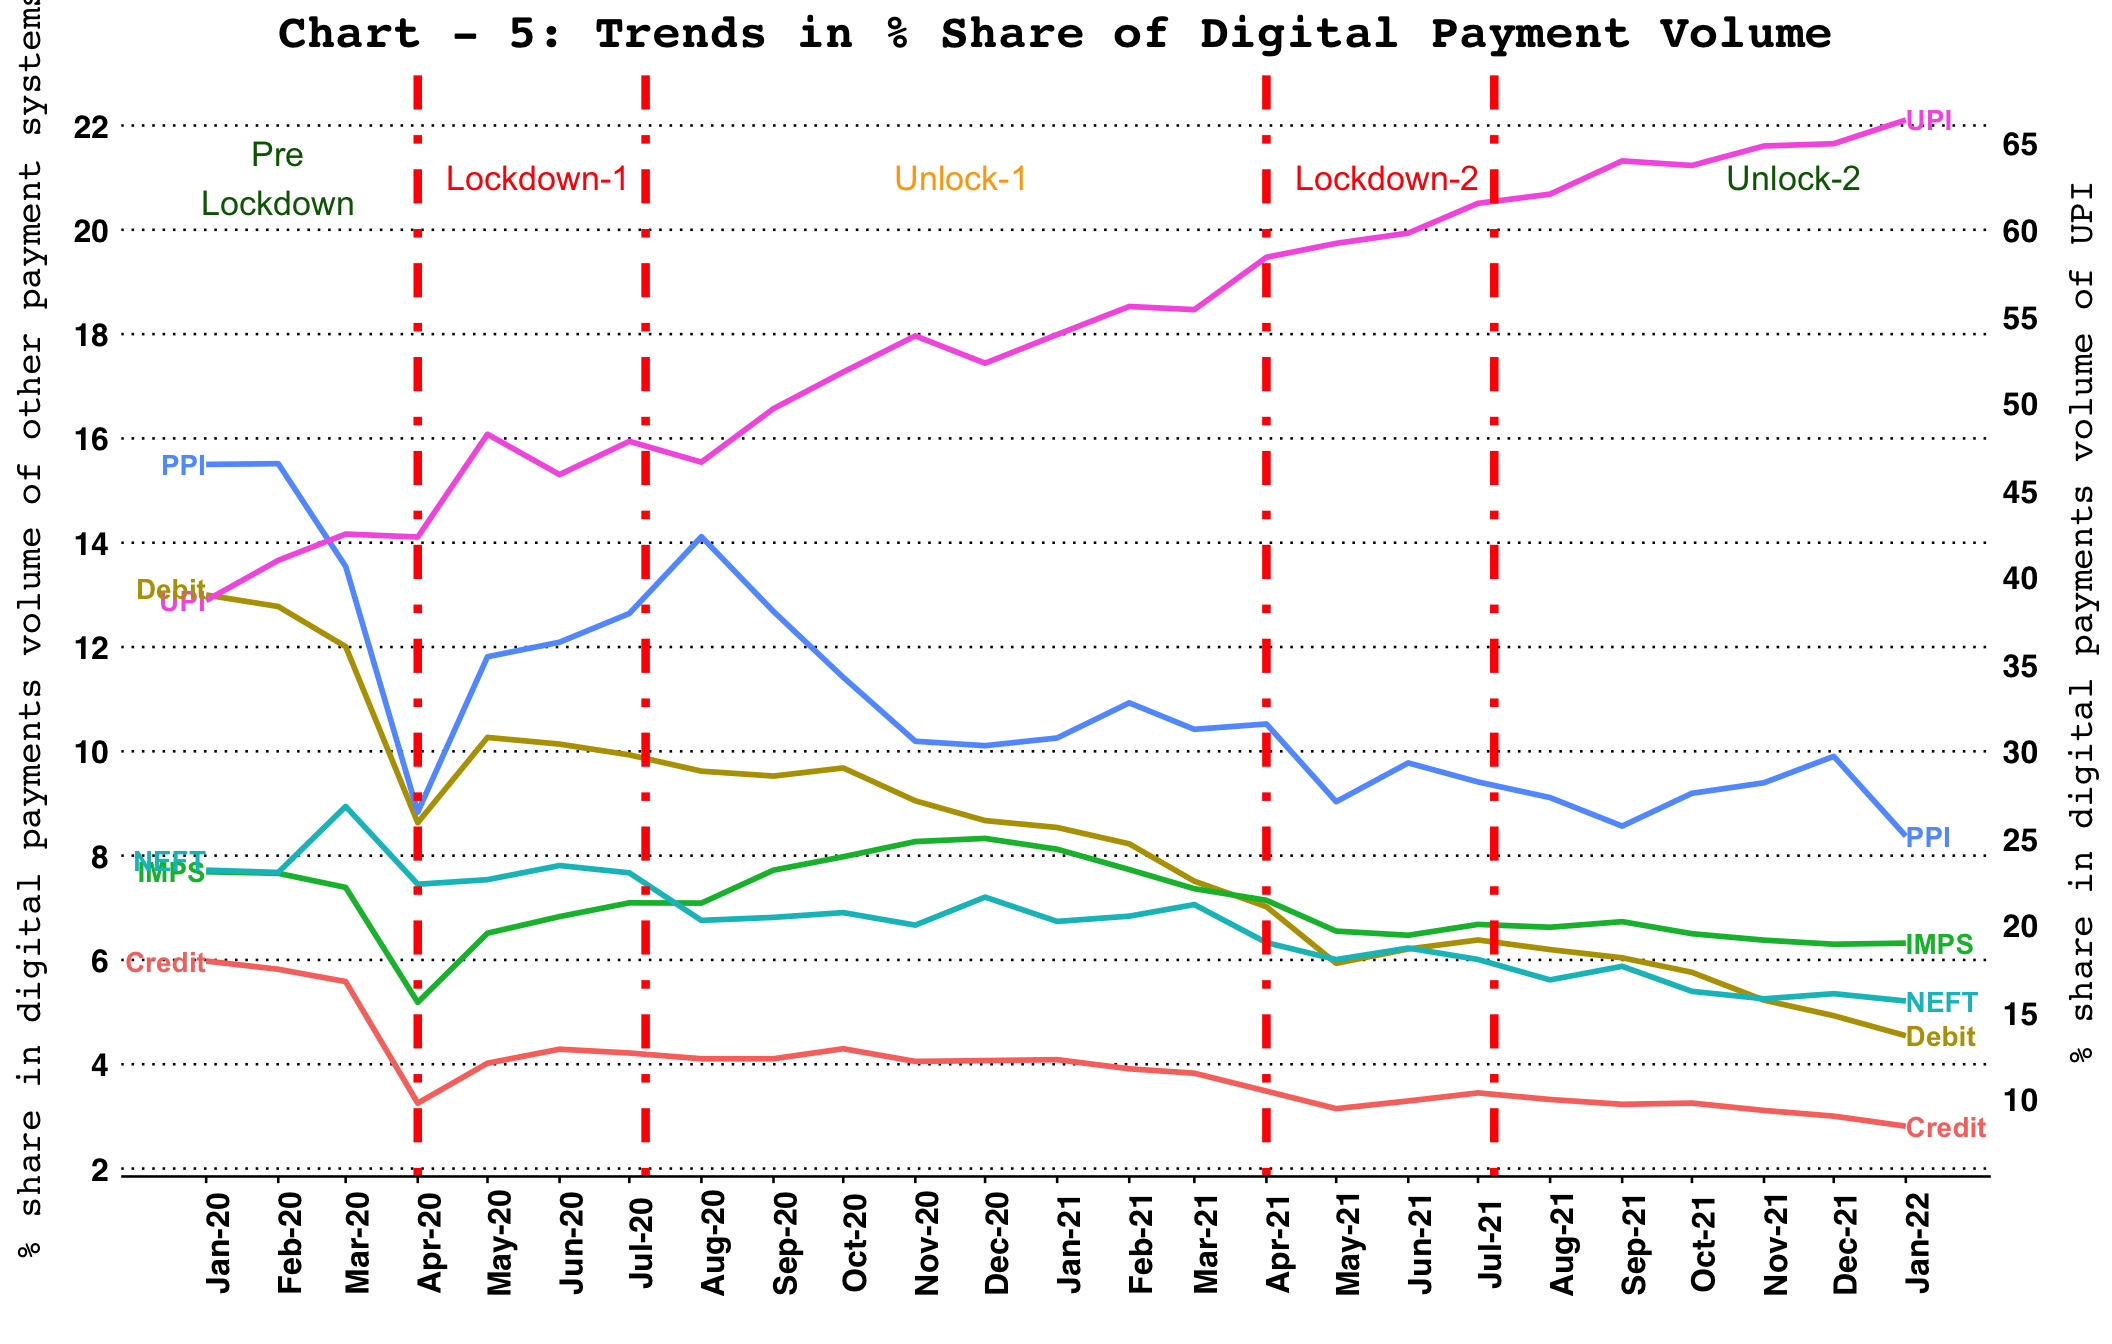 Chart – 5: Trends in % Share of Digital Payment Volume
% share in digital payments volume of other payment systems
22
20
18
16
14
12
10
8
6
4
2
Pre
Lockdown
Lockdown-1
Unlock-1
Lockdown-2
Unlock-2
PPI
Debit
UPI
NEFT
IMPS
Credit
UPI
PPI
IMPS
NEFT
Debit
Credit
65
60
55
50
45
40
35
30
25
20
15
10
% share in digital payments volume of UPI
Jan-20
Feb-20
Mar-20
Apr-20
May-20
Jun-20
Jul-20
Aug-20
Sep-20
Oct-20
Nov-20
Dec-20
Jan-21
Feb-21
Mar-21
Apr-21
May-21
Jun-21
Jul-21
Aug-21
Sep-21
Oct-21
Nov-21
Dec-21
Jan-22